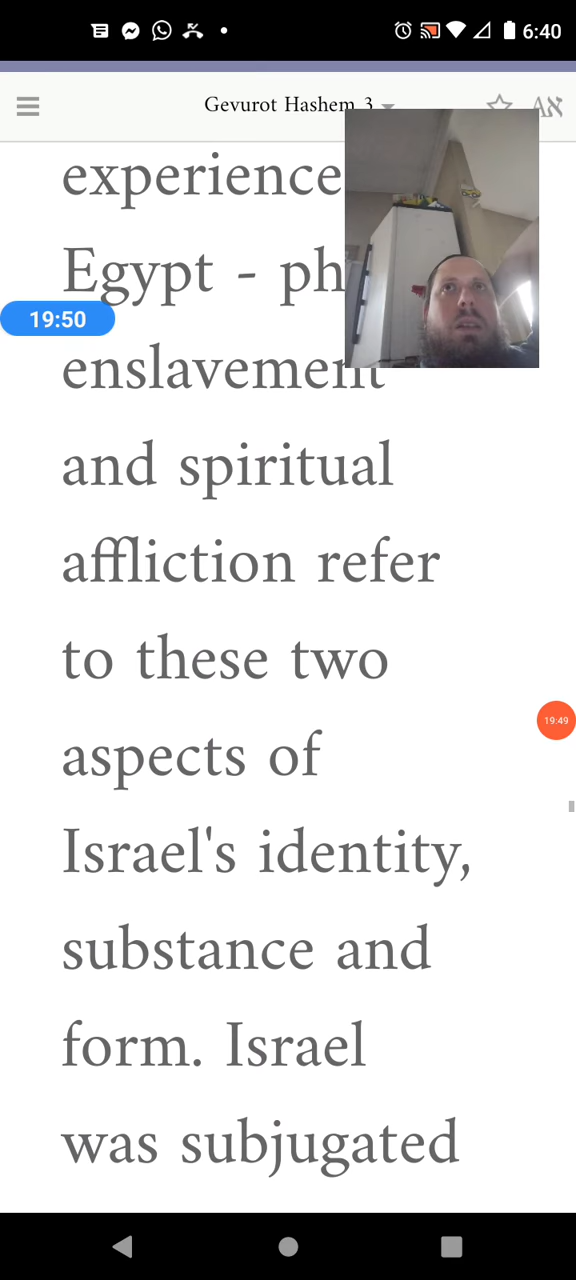 6:40
Gevurot Hashem 3
experience
Egypt - ph
19:50
enslavement
and spiritual
affliction refer
to these two
19:49
aspects of
Israel's identity,
substance and
form. Israel
was subjugated